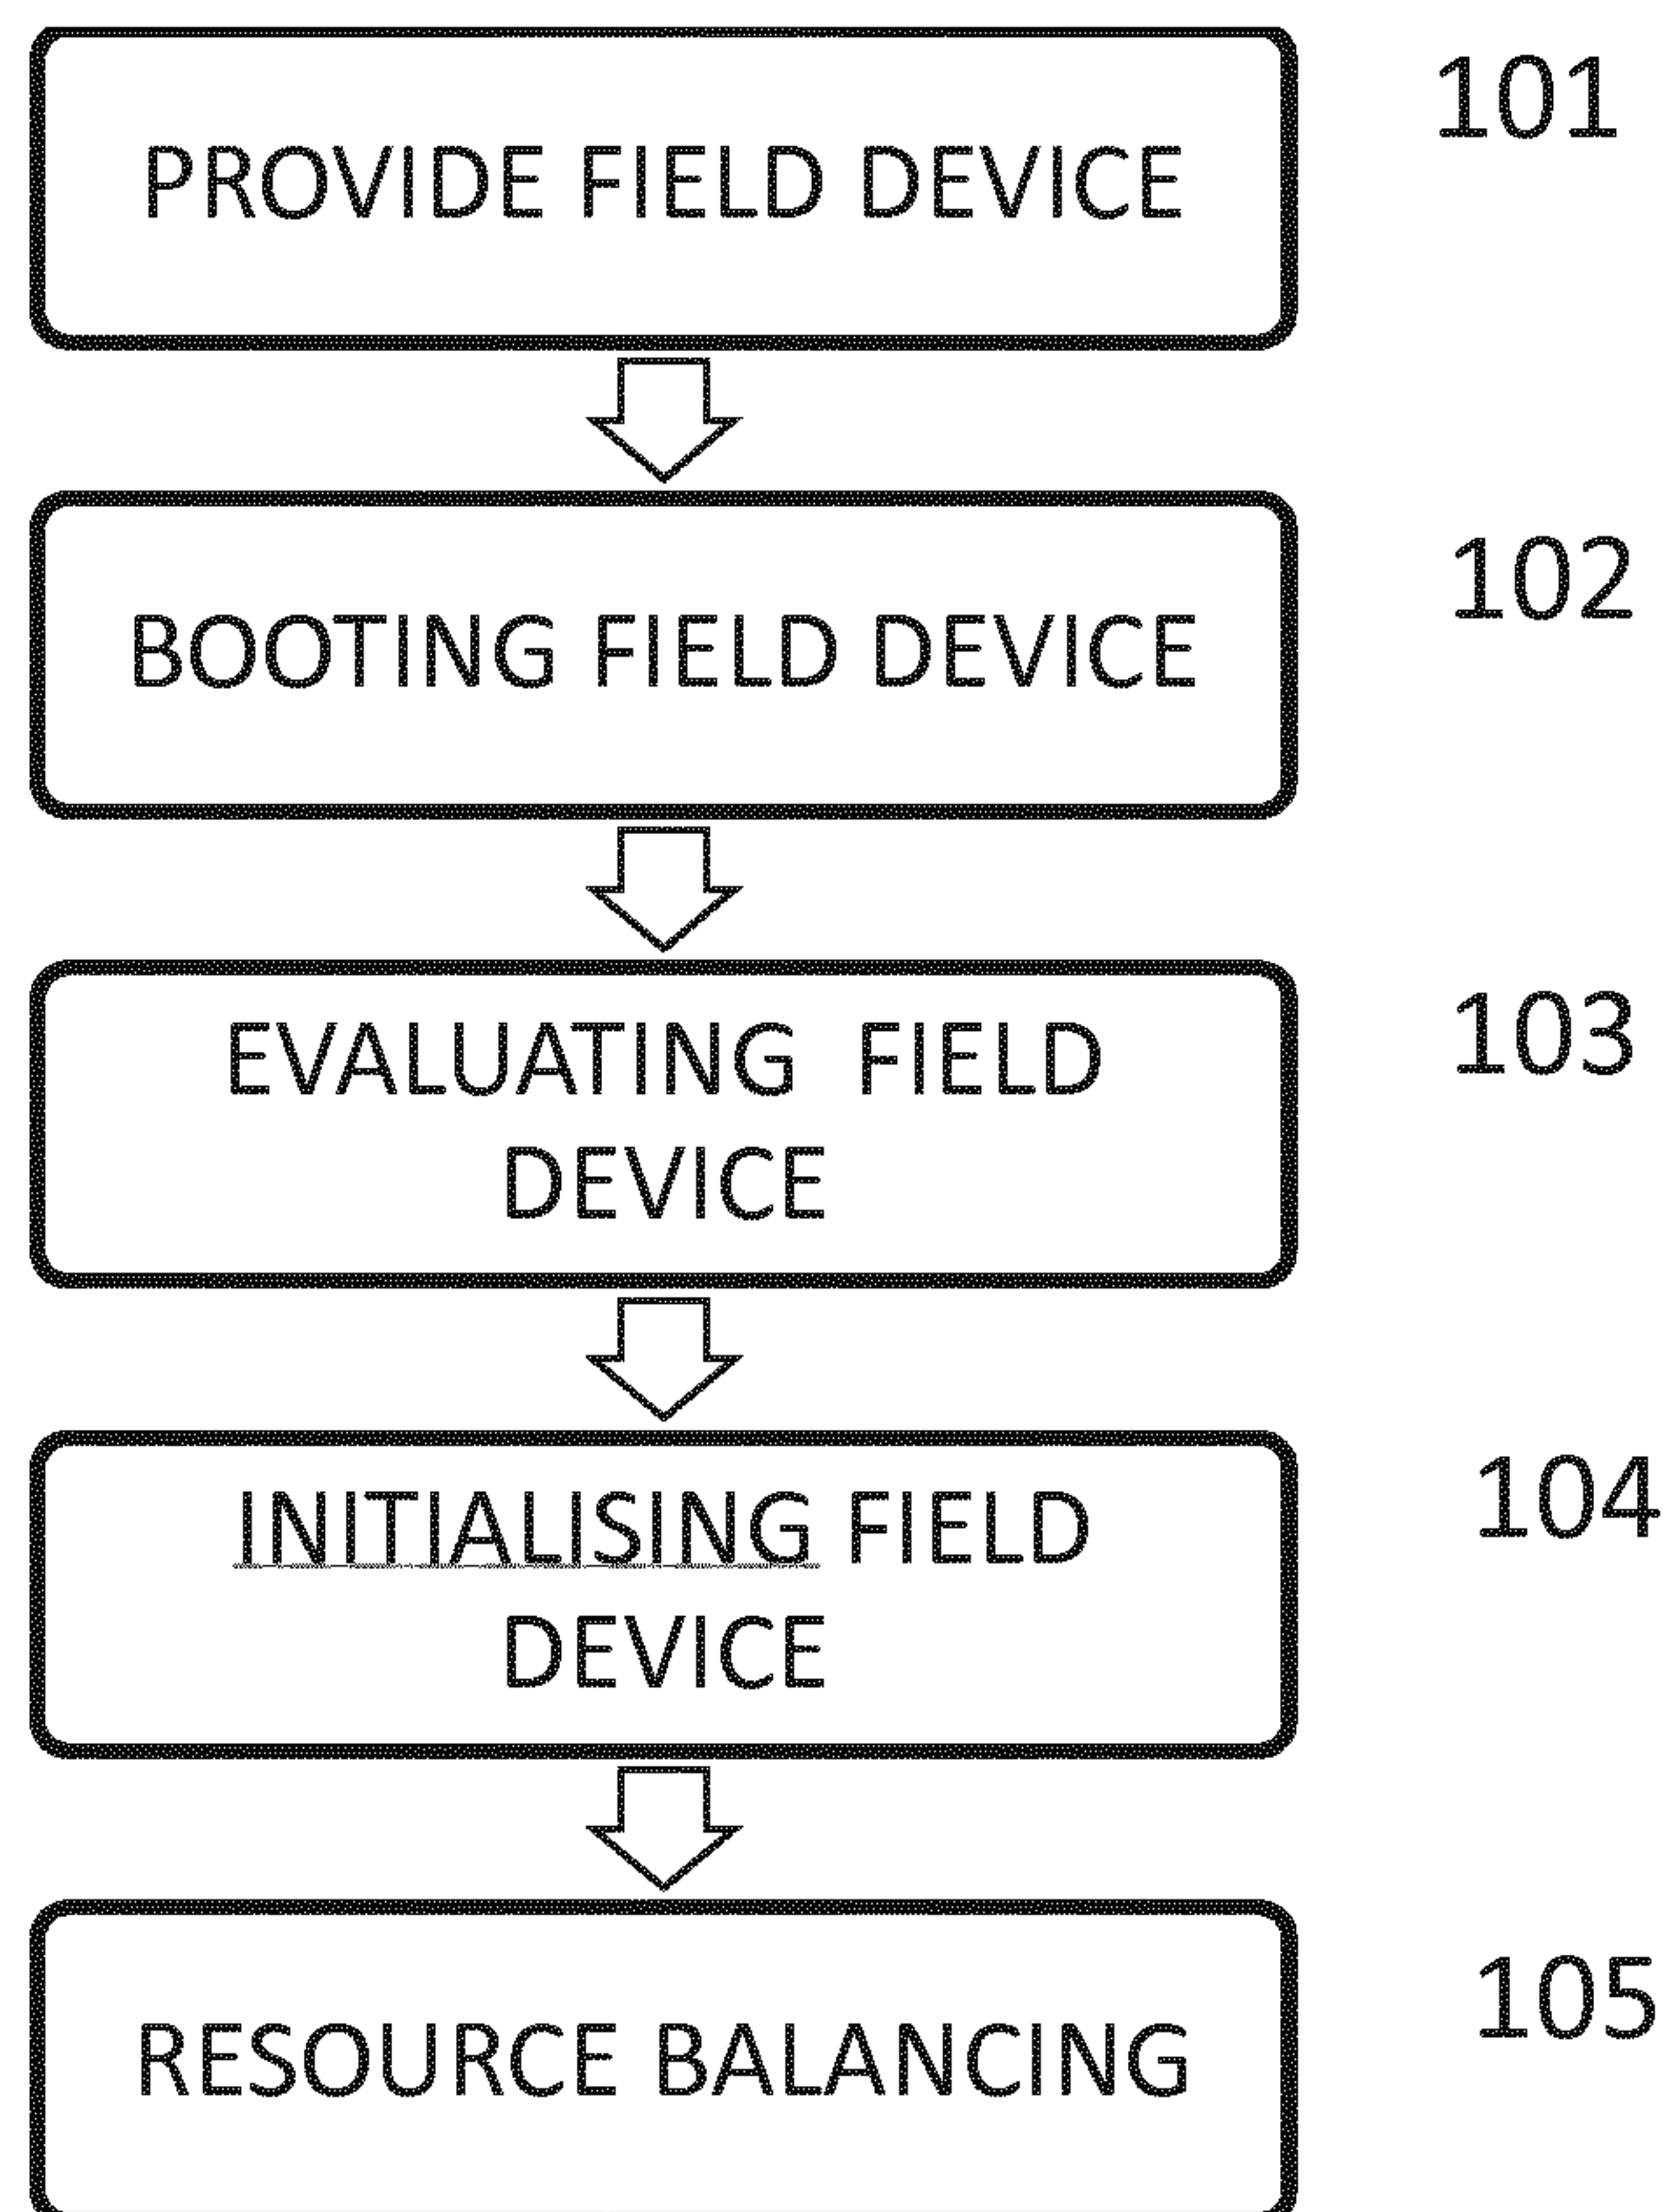 PROVIDE FIELD DEVICE
101
BOOTING FIELD DEVICE
102
EVALUATING FIELD
DEVICE
103
INITIALISING FIELD
DEVICE
104
RESOURCE BALANCING
105